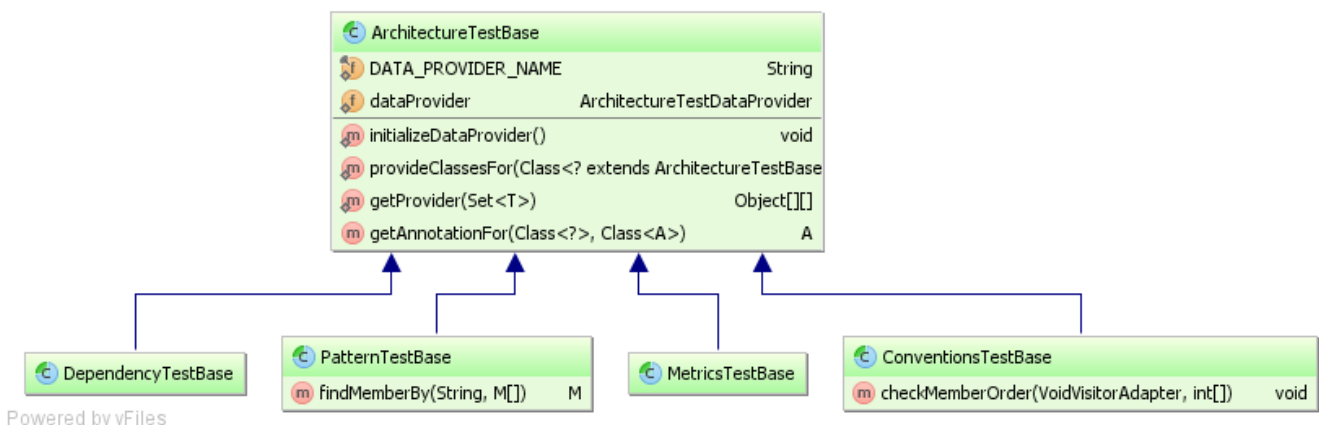 ArchitectureTestBase
DATA_PROVIDER_NAME String
dataProvider ArchitectureTestDataProvider
initializeDataProvider() void
provideClassesFor(Class<? extends ArchitectureTestBase
getProvider(Set<T>) Object[][]
getAnnotationFor(Class<?>, Class<A>) A
DependencyTestBase
PatternTestBase
findMemberBy(String, M[]) M
MetricsTestBase
ConventionsTestBase
checkMemberOrder(VoidVisitorAdapter, int[]) void
Powered by yFiles